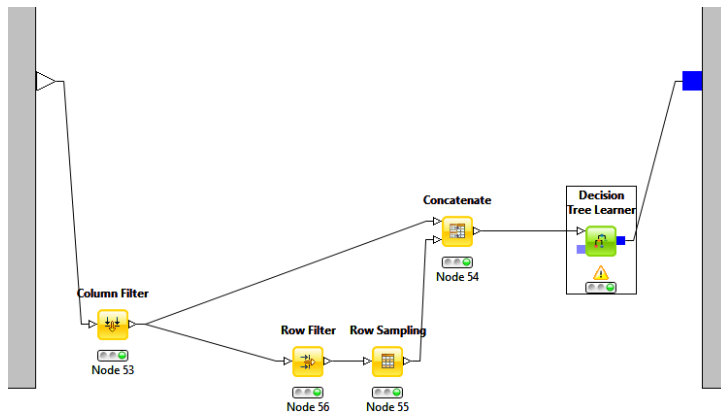 Decision
Tree Learner
Concatenate
Node 54
Column Filter
Node 53
Row Filter
Row Sampling
Node 56
Node 55